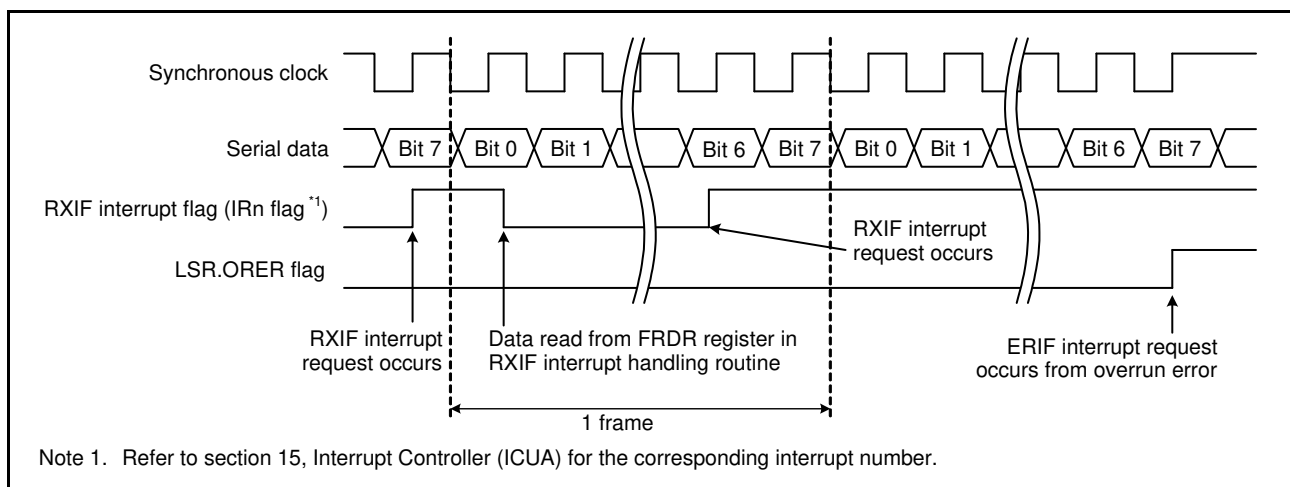 Synchronous clock
Serial data
Bit 7 Bit 0 Bit 1 Bit 6 Bit 7 Bit 0 Bit 1 Bit 6 Bit 7
RXIF interrupt flag (IRn flag *1)
RXIF interrupt
request occurs
LSR.ORER flag
RXIF interrupt
request occurs
Data read from FRDR register in
RXIF interrupt handling routine
ERIF interrupt request
occurs from overrun error
1 frame
Note 1. Refer to section 15, Interrupt Controller (ICUA) for the corresponding interrupt number.